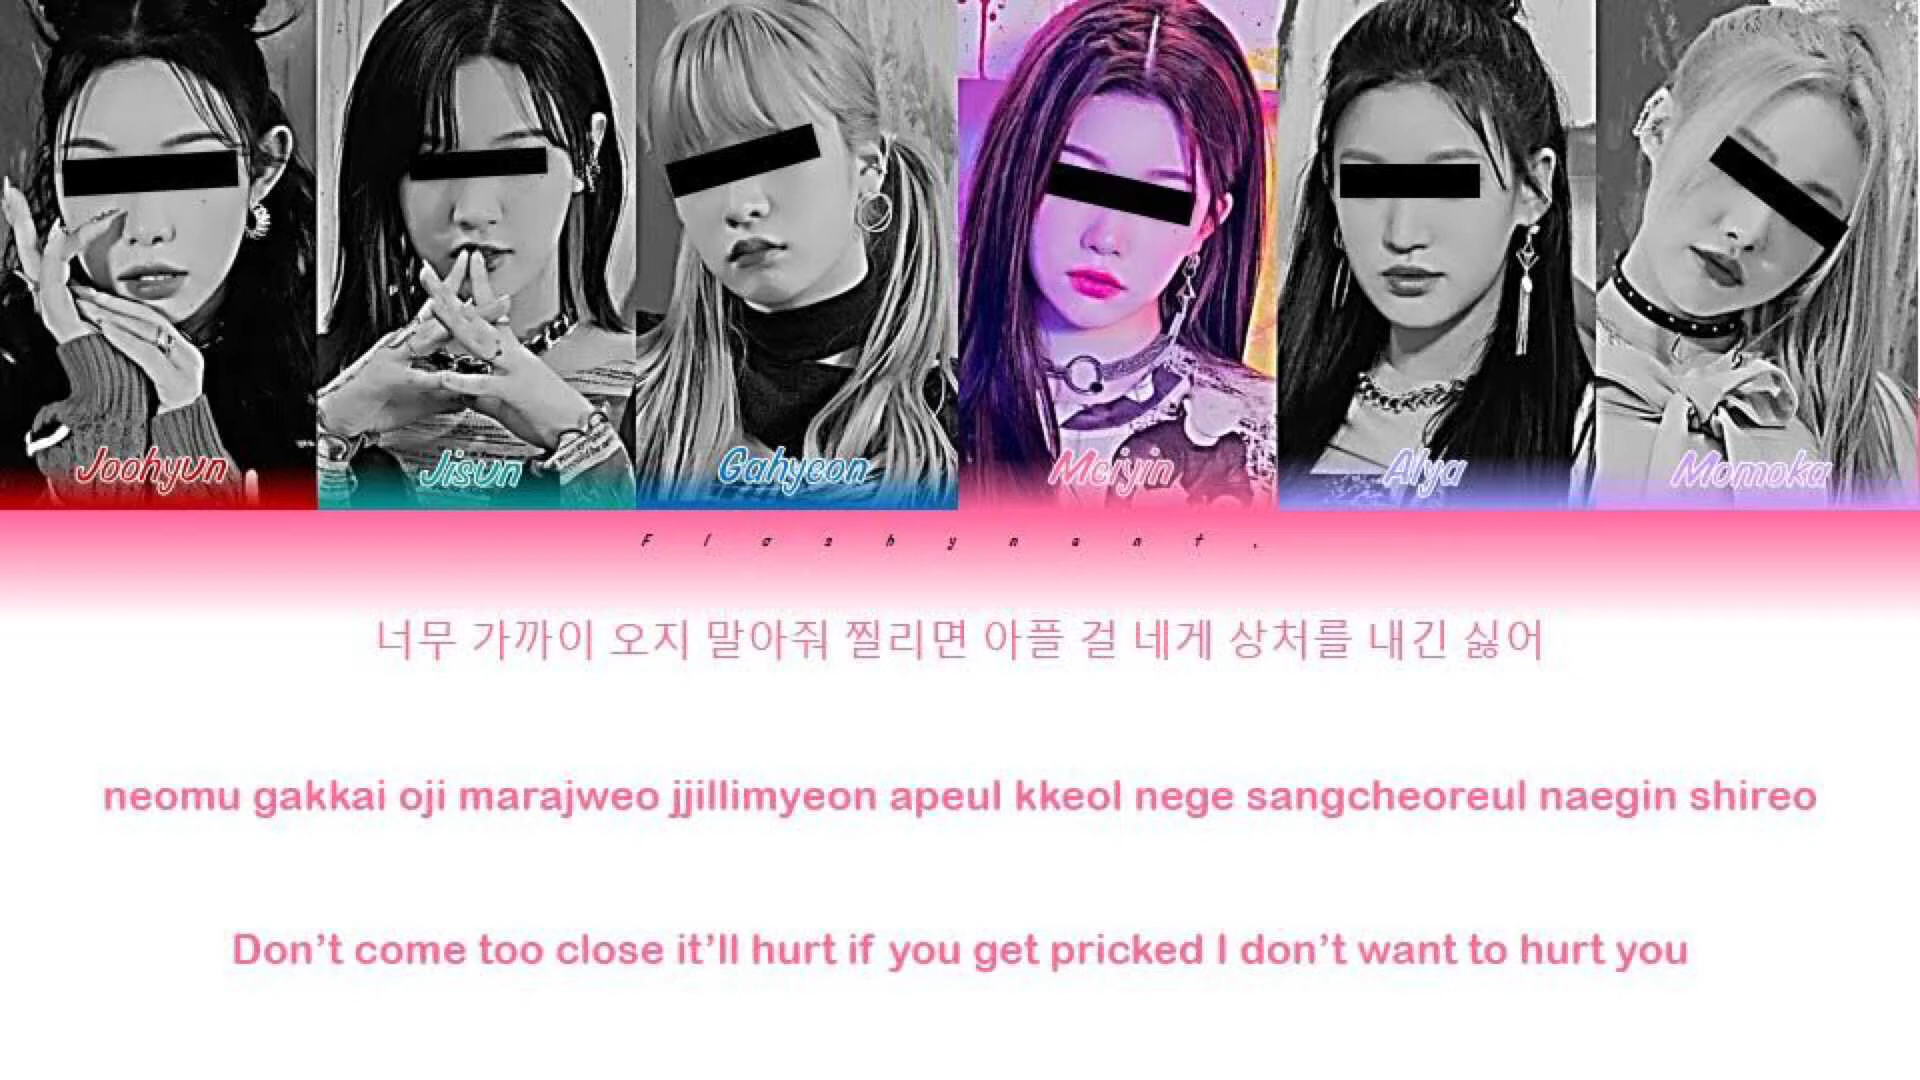 Joohyun
Jisun
Gahyeon
Meiyin
Alya
Momoka
Flashynant.
너무 가까이 오지 말아줘 찔리면 아플 걸 네게 상처를 내긴 싫어
neomu gakkai oji marajweo jjillimyeon apeul kkeol nege sangcheoreul naegin shireo
Don’t come too close it’ll hurt if you get pricked I don’t want to hurt you